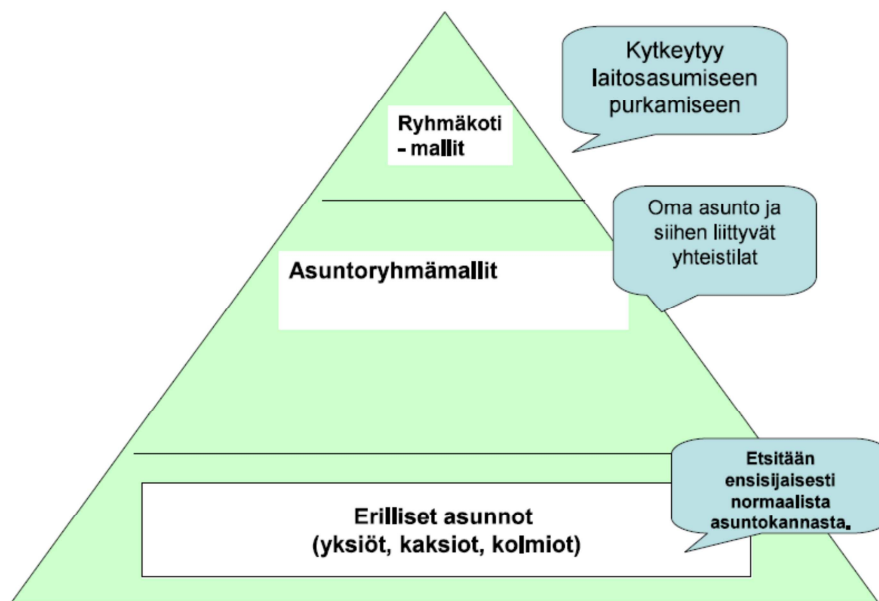 Kytkeytyy
laitosasumiseen
purkamiseen
Ryhmäkoti
- mallit
Oma asunto ja
siihen liittyvät
yhteistilat
Asuntoryhmämallit
Etsitään
ensisijaisesti
normaalista
asuntokannasta.
Erilliset asunnot
(yksiöt, kaksiot, kolmiot)